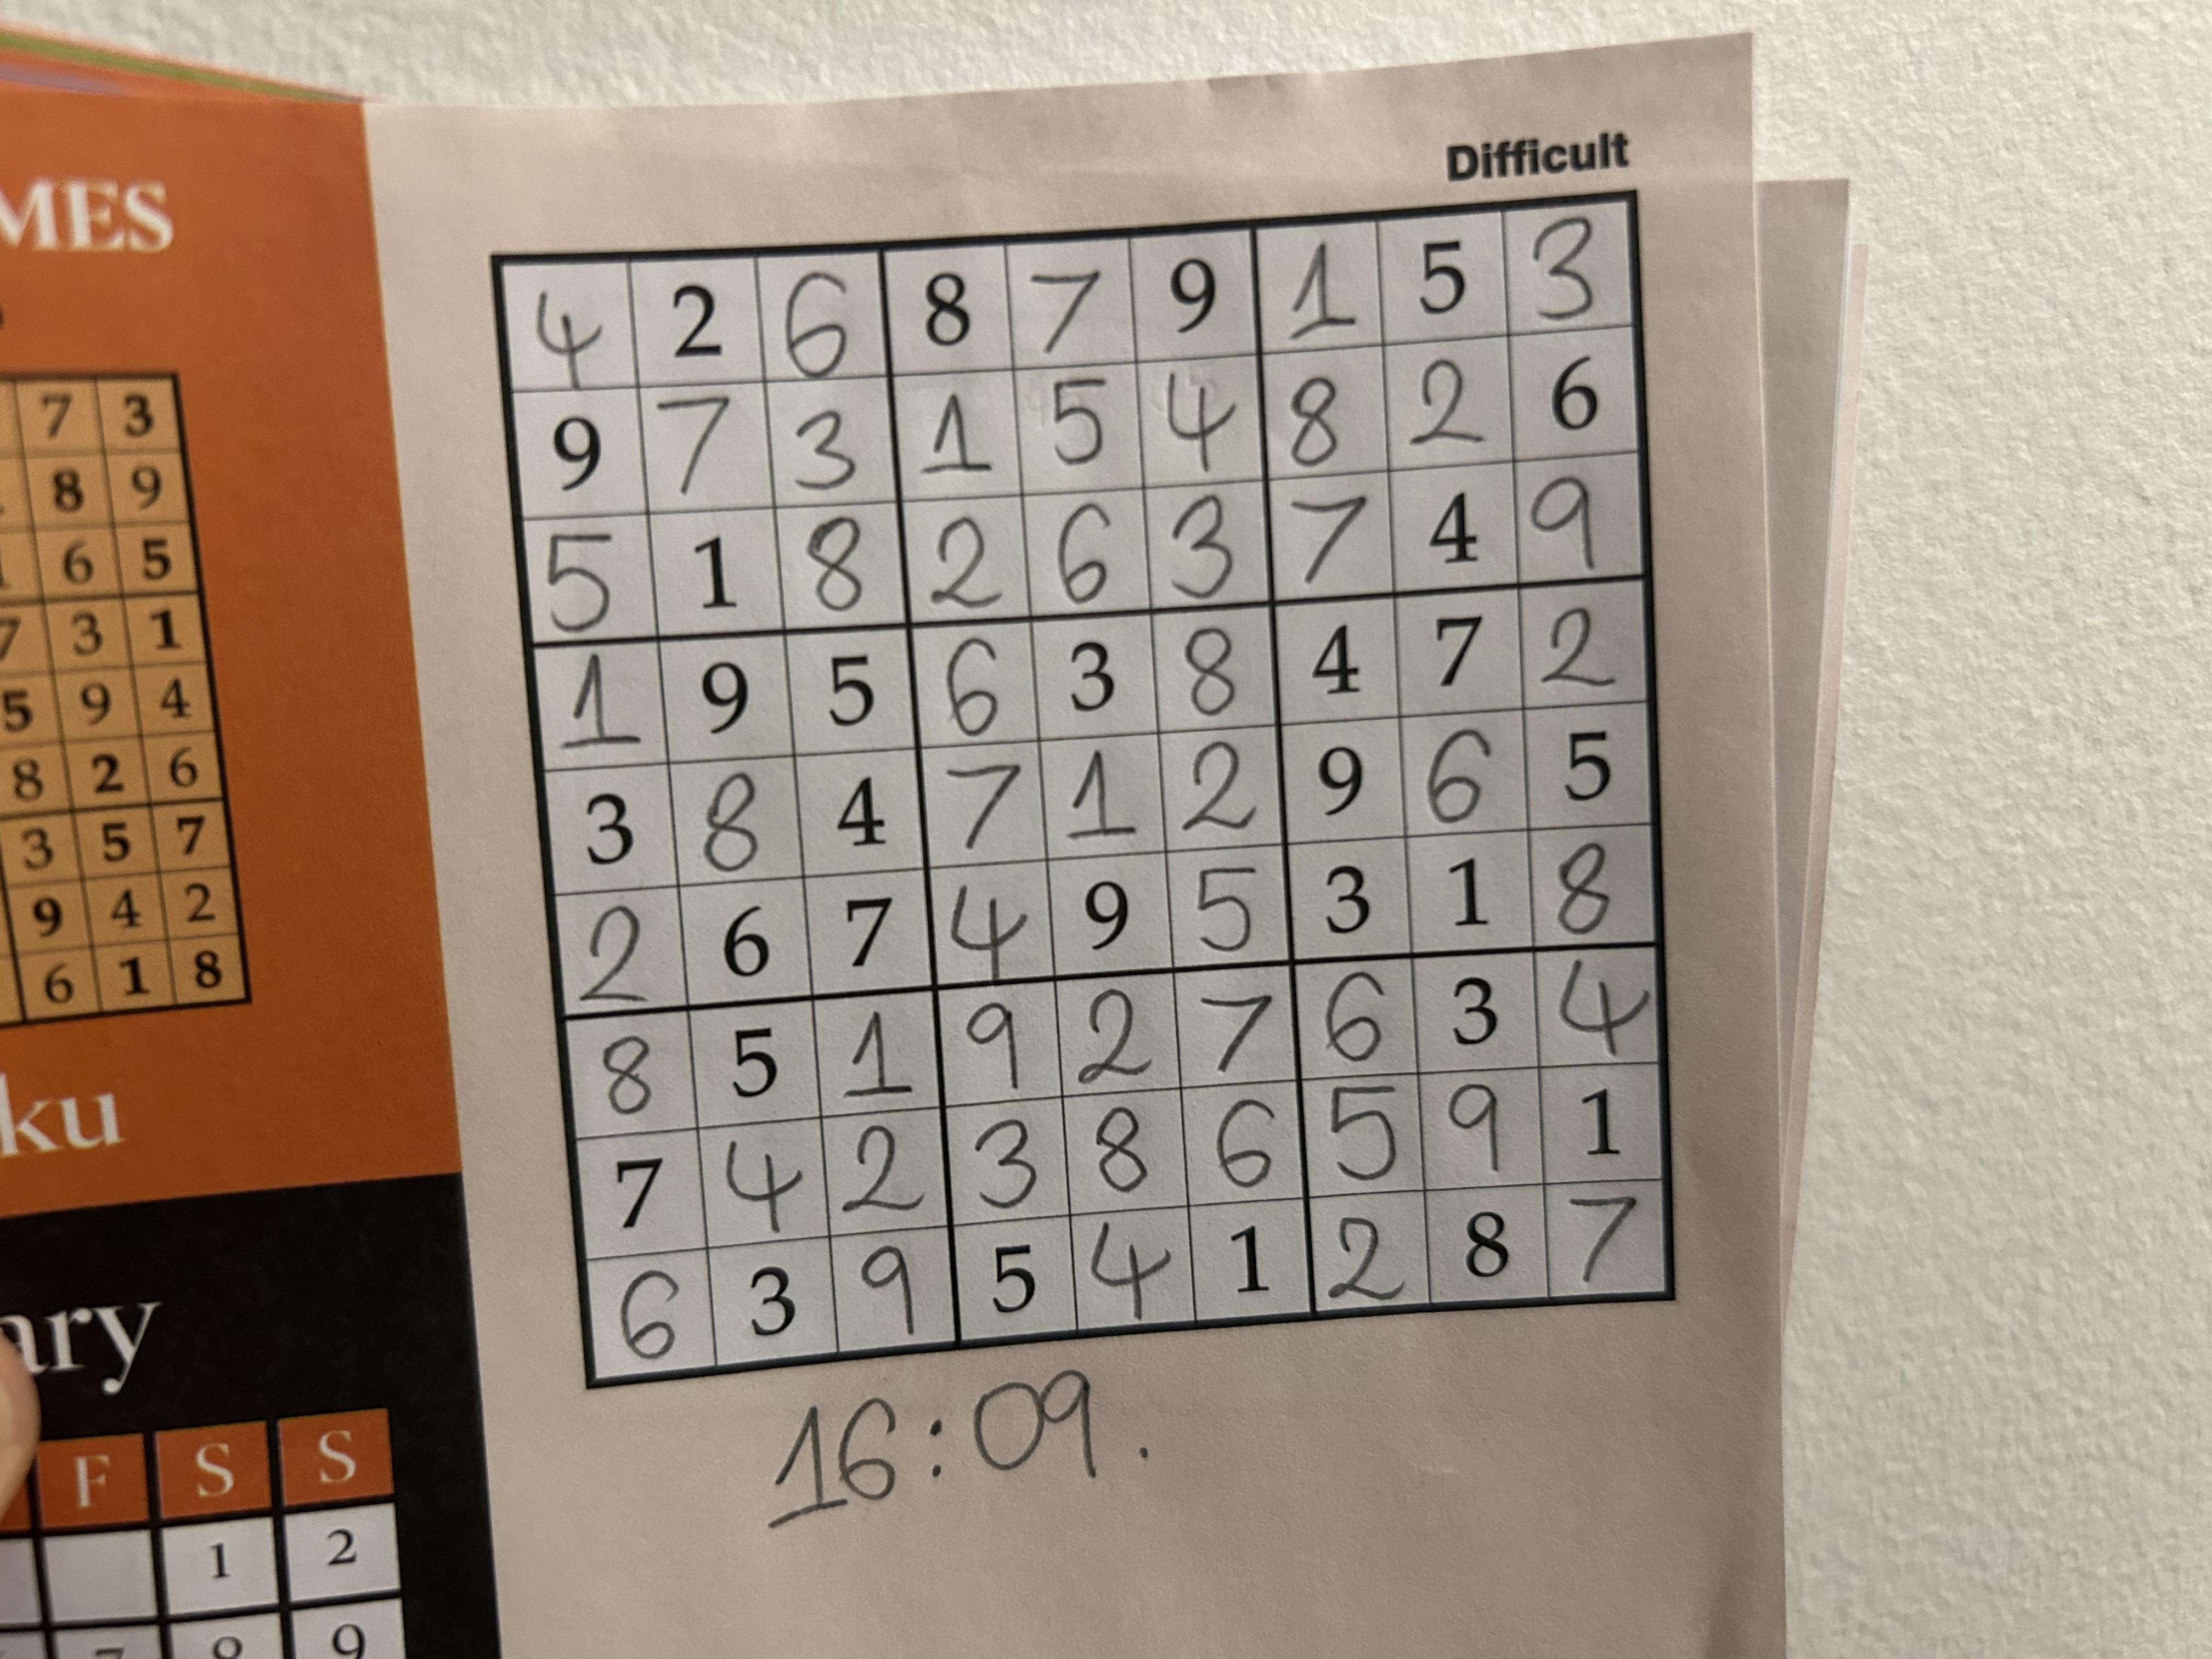 MES
Difficult
4 2 6 8 7 9 1 5 3
9 7 3 1 5 4 8 2 6
5 1 8 2 6 3 7 4 9
1 9 5 6 3 8 4 7 2
3 8 4 7 1 2 9 6 5
2 6 7 4 9 5 3 1 8
8 5 1 9 2 7 6 3 4
7 4 2 3 8 6 5 9 1
6 3 9 5 4 1 2 8 7
16:09.
7 3
8 9
6 5
7 3 1
5 9 4
8 2 6
3 5 7
9 4 2
6 1 8
ku
ary
F S S
1 2
7 8 9